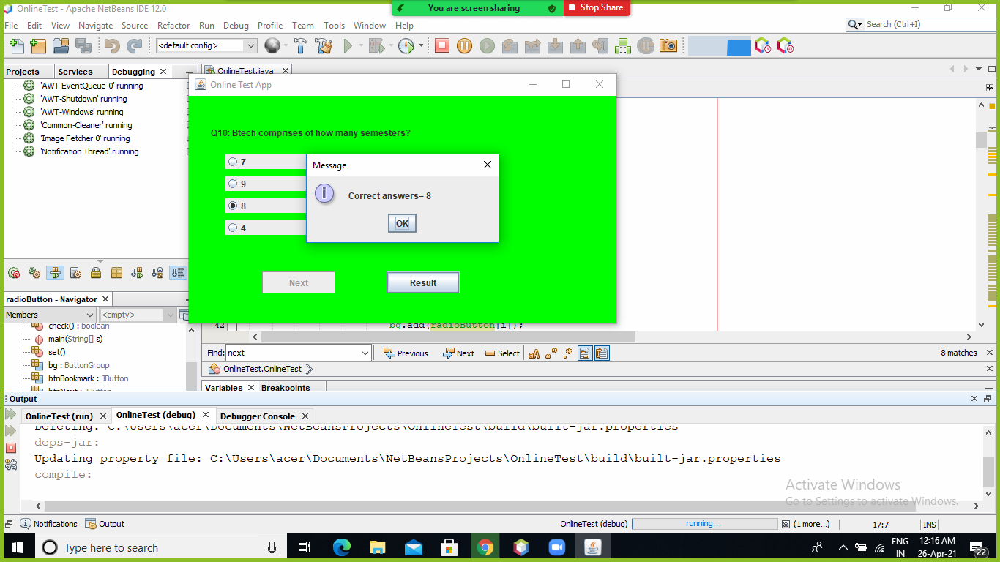 OnlineTest - Apache NetBeans IDE 12.0
You are screen sharing
Stop Share
File Edit View Navigate Source Refactor Run Debug Profile Team Tools Window Help
Search (Ctrl+I)
<default config>
Projects Services Debugging
OnlineTest.java
'AWT-EventQueue-0' running
'AWT-Shutdown' running
'AWT-Windows' running
'Common-Cleaner' running
'Image Fetcher 0' running
'Notification Thread' running
Online Test App
Q10: Btech comprises of how many semesters?
7
9
8
4
Message
Correct answers= 8
OK
Next Result
radioButton - Navigator
Members <empty>
check() : boolean
main(String[] s)
set()
bg : ButtonGroup
btnBookmark : JButton
btnNext : JButton
42 bg.add(radioButton[i]);
Find: next Previous Next Select 8 matches
OnlineTest.OnlineTest
Variables Breakpoints
Output
OnlineTest (run) OnlineTest (debug) Debugger Console
Deleting: C:\Users\acer\Documents\NetBeansProjects\OnlineTest\build\built-jar.properties
deps-jar:
Updating property file: C:\Users\acer\Documents\NetBeansProjects\OnlineTest\build\built-jar.properties
compile:
Activate Windows
Go to Settings to activate Windows.
Notifications Output OnlineTest (debug) running... (1 more...) 17:7 INS
Type here to search
ENG
IN
12:16 AM
26-Apr-21
22